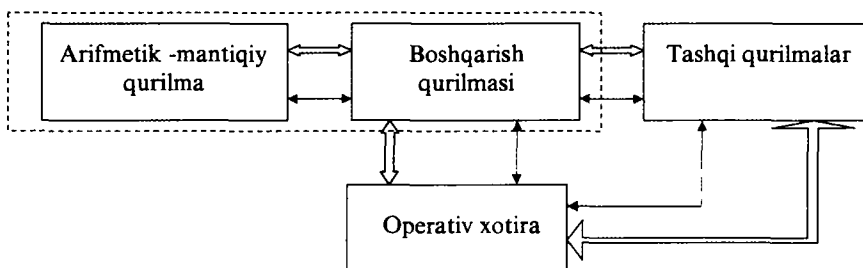 Arifmetik -mantiqiy
qurilma
Boshqarish
qurilmasi
Tashqi qurilmalar
Operativ xotira